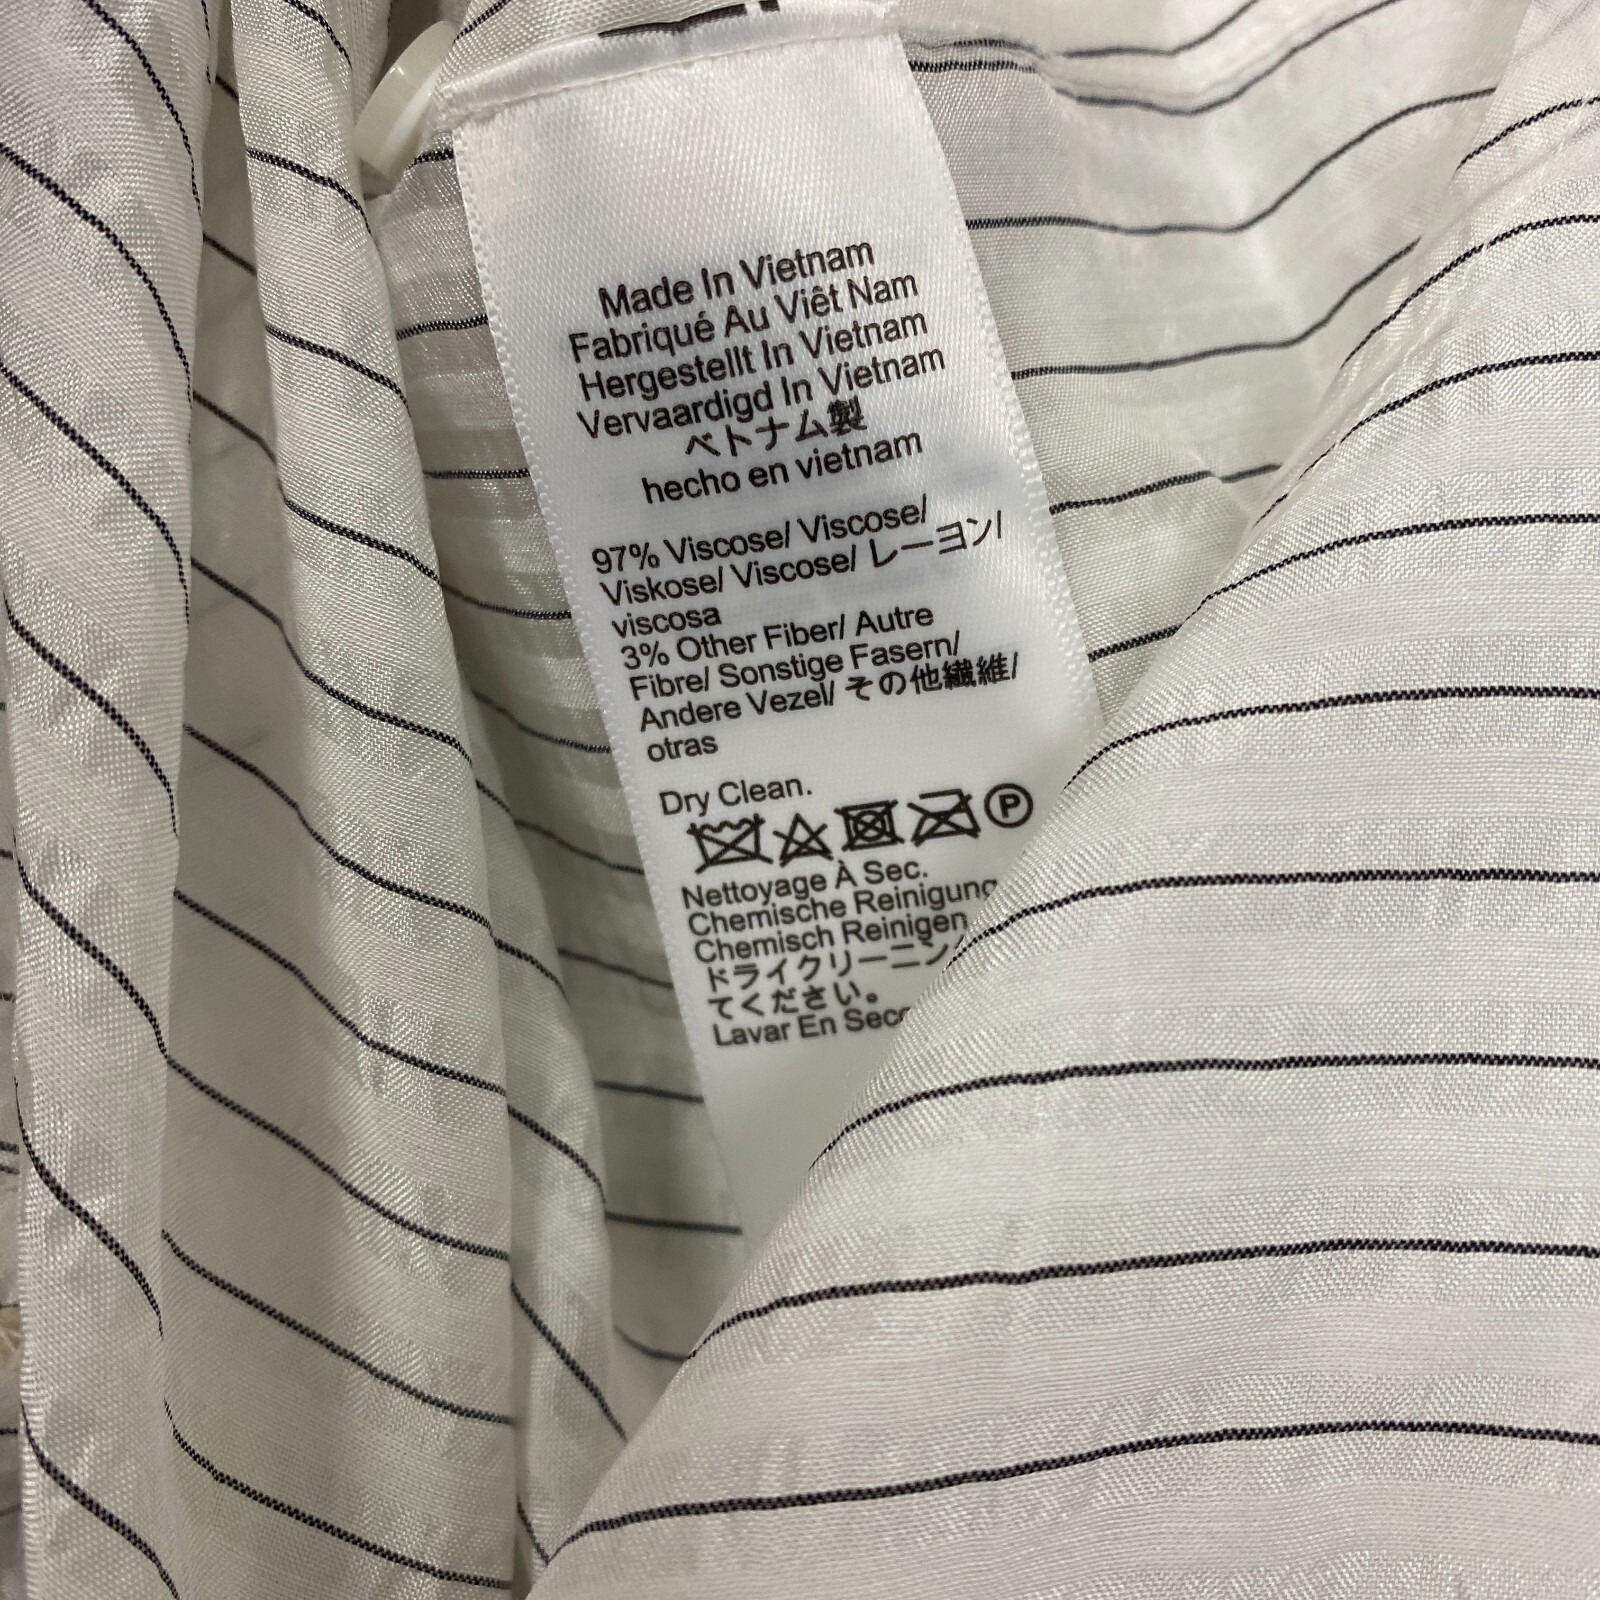 Made In Vietnam
Fabriqué Au Viêt Nam
Hergestellt In Vietnam
Vervaardigd In Vietnam
ベトナム製
hecho en vietnam
97% Viscose/ Viscose/
Viskose/ Viscose/ レーヨン/
viscosa
3% Other Fiber/ Autre
Fibre/ Sonstige Fasern/
Andere Vezel/ その他繊維/
otras
Dry Clean.
P
Nettoyage À Sec.
Chemische Reinigung
Chemisch Reinigen
ドライクリーニン
てください。
Lavar En Seco